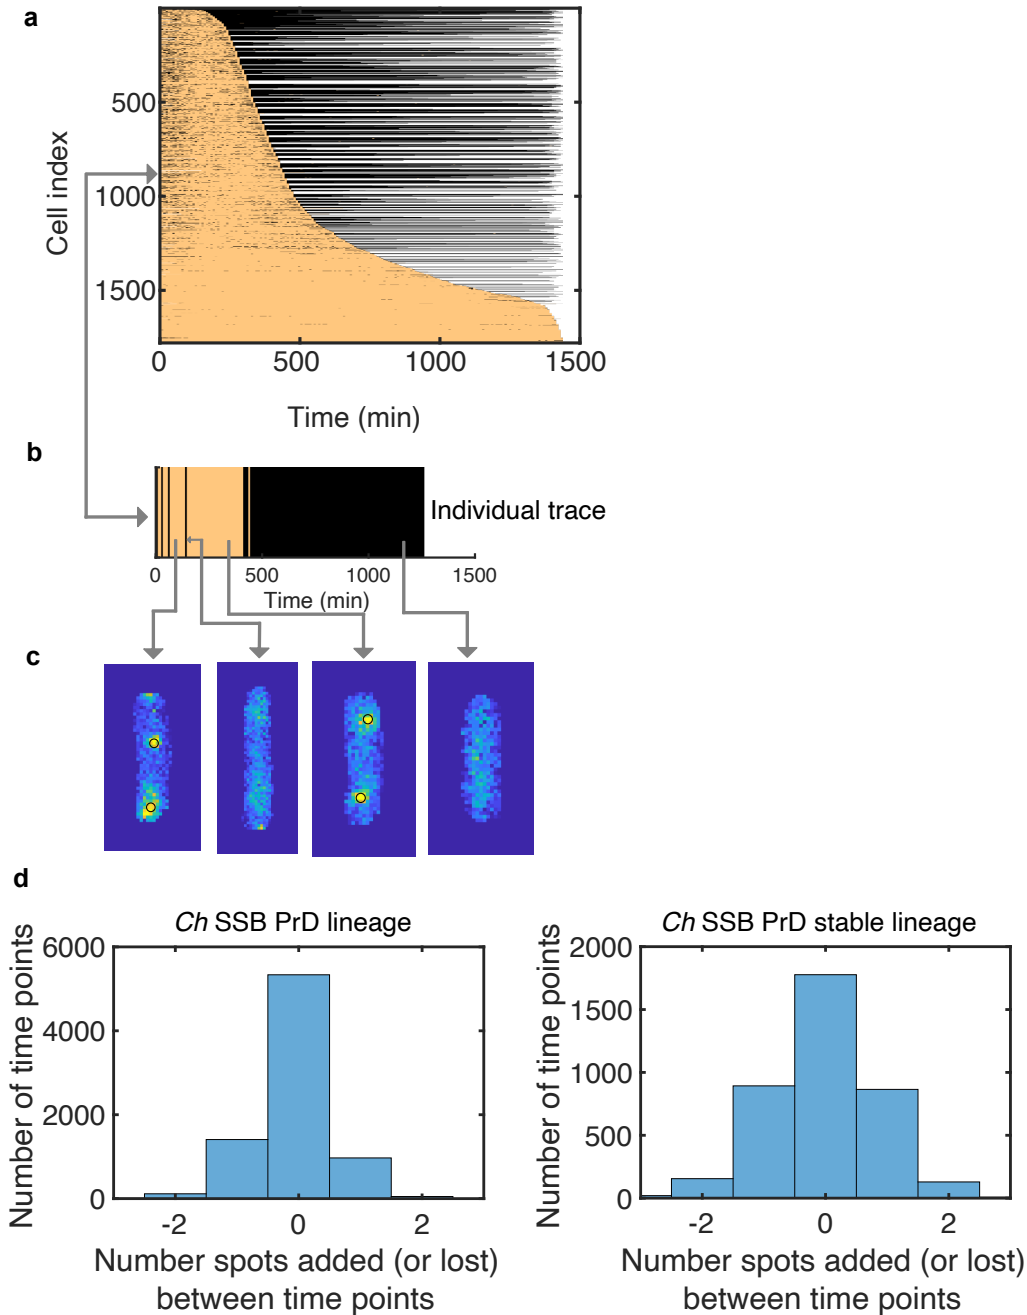 a
Cell index
500
1000
1500
0
500
1000
1500
Time (min)
b
Individual trace
0
500
1000
1500
Time (min)
c
d
Ch SSB PrD lineage
Number of time points
6000
4000
2000
0
-2
0
2
Number spots added (or lost)
between time points
Ch SSB PrD stable lineage
Number of time points
2000
1500
1000
500
0
-2
0
2
Number spots added (or lost)
between time points